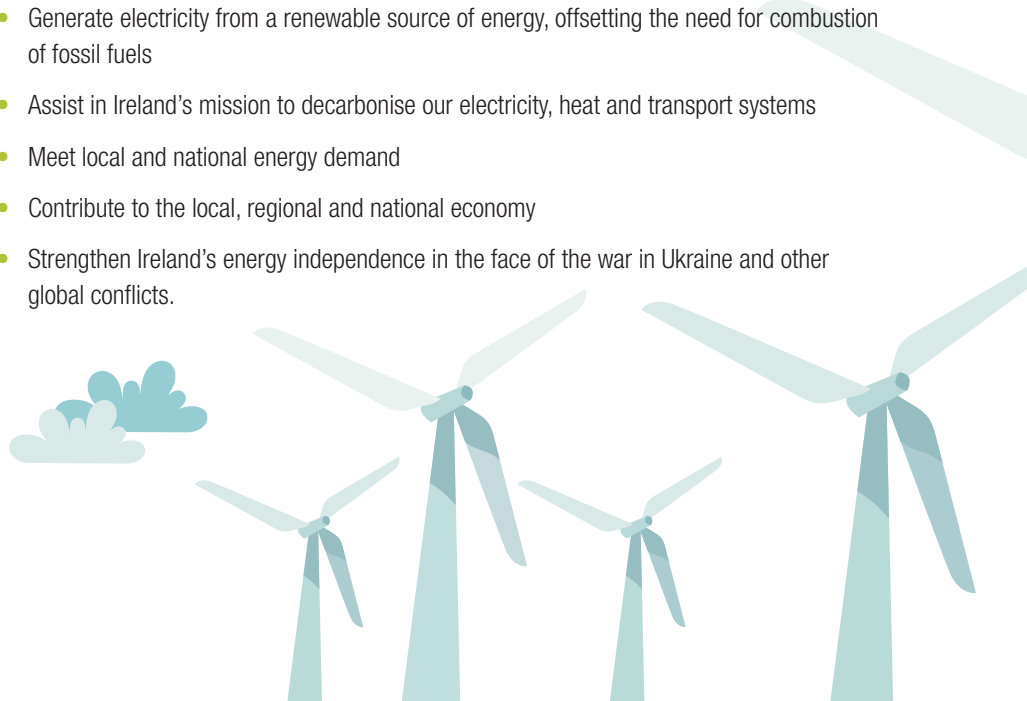 • Generate electricity from a renewable source of energy, offsetting the need for combustion
of fossil fuels
• Assist in Ireland’s mission to decarbonise our electricity, heat and transport systems
• Meet local and national energy demand
• Contribute to the local, regional and national economy
• Strengthen Ireland’s energy independence in the face of the war in Ukraine and other
global conflicts.